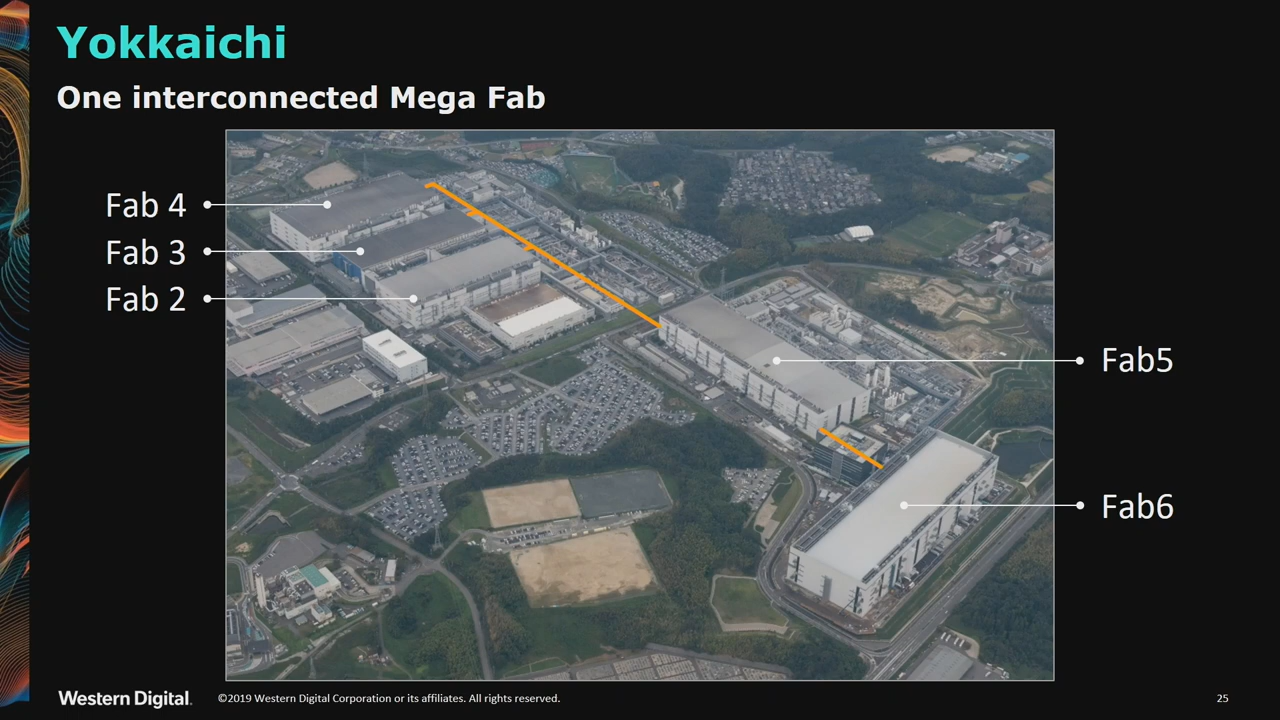 Yokkaichi
One interconnected Mega Fab
Fab 4
Fab 3
Fab 2
Fab5
Fab6
Western Digital.
©2019 Western Digital Corporation or its affiliates. All rights reserved.
25